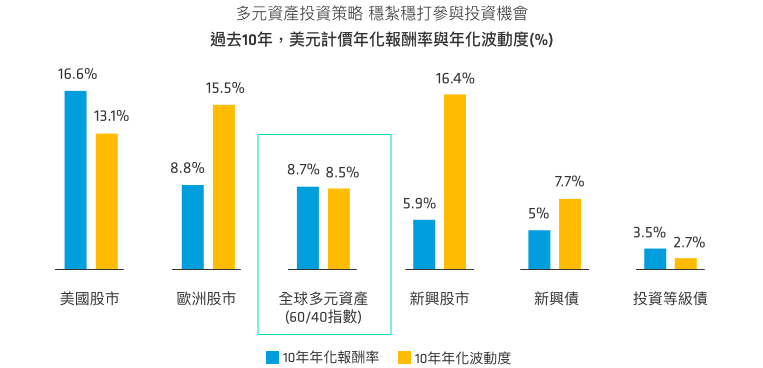 多元資產投資策略 穩紮穩打參與投資機會
過去10年，美元計價年化報酬率與年化波動度(%)
16.6%
13.1%
8.8%
15.5%
8.7%
8.5%
5.9%
16.4%
5%
7.7%
3.5%
2.7%
美國股市
歐洲股市
全球多元資產
(60/40指數)
新興股市
新興債
投資等級債
10年年化報酬率
10年年化波動度